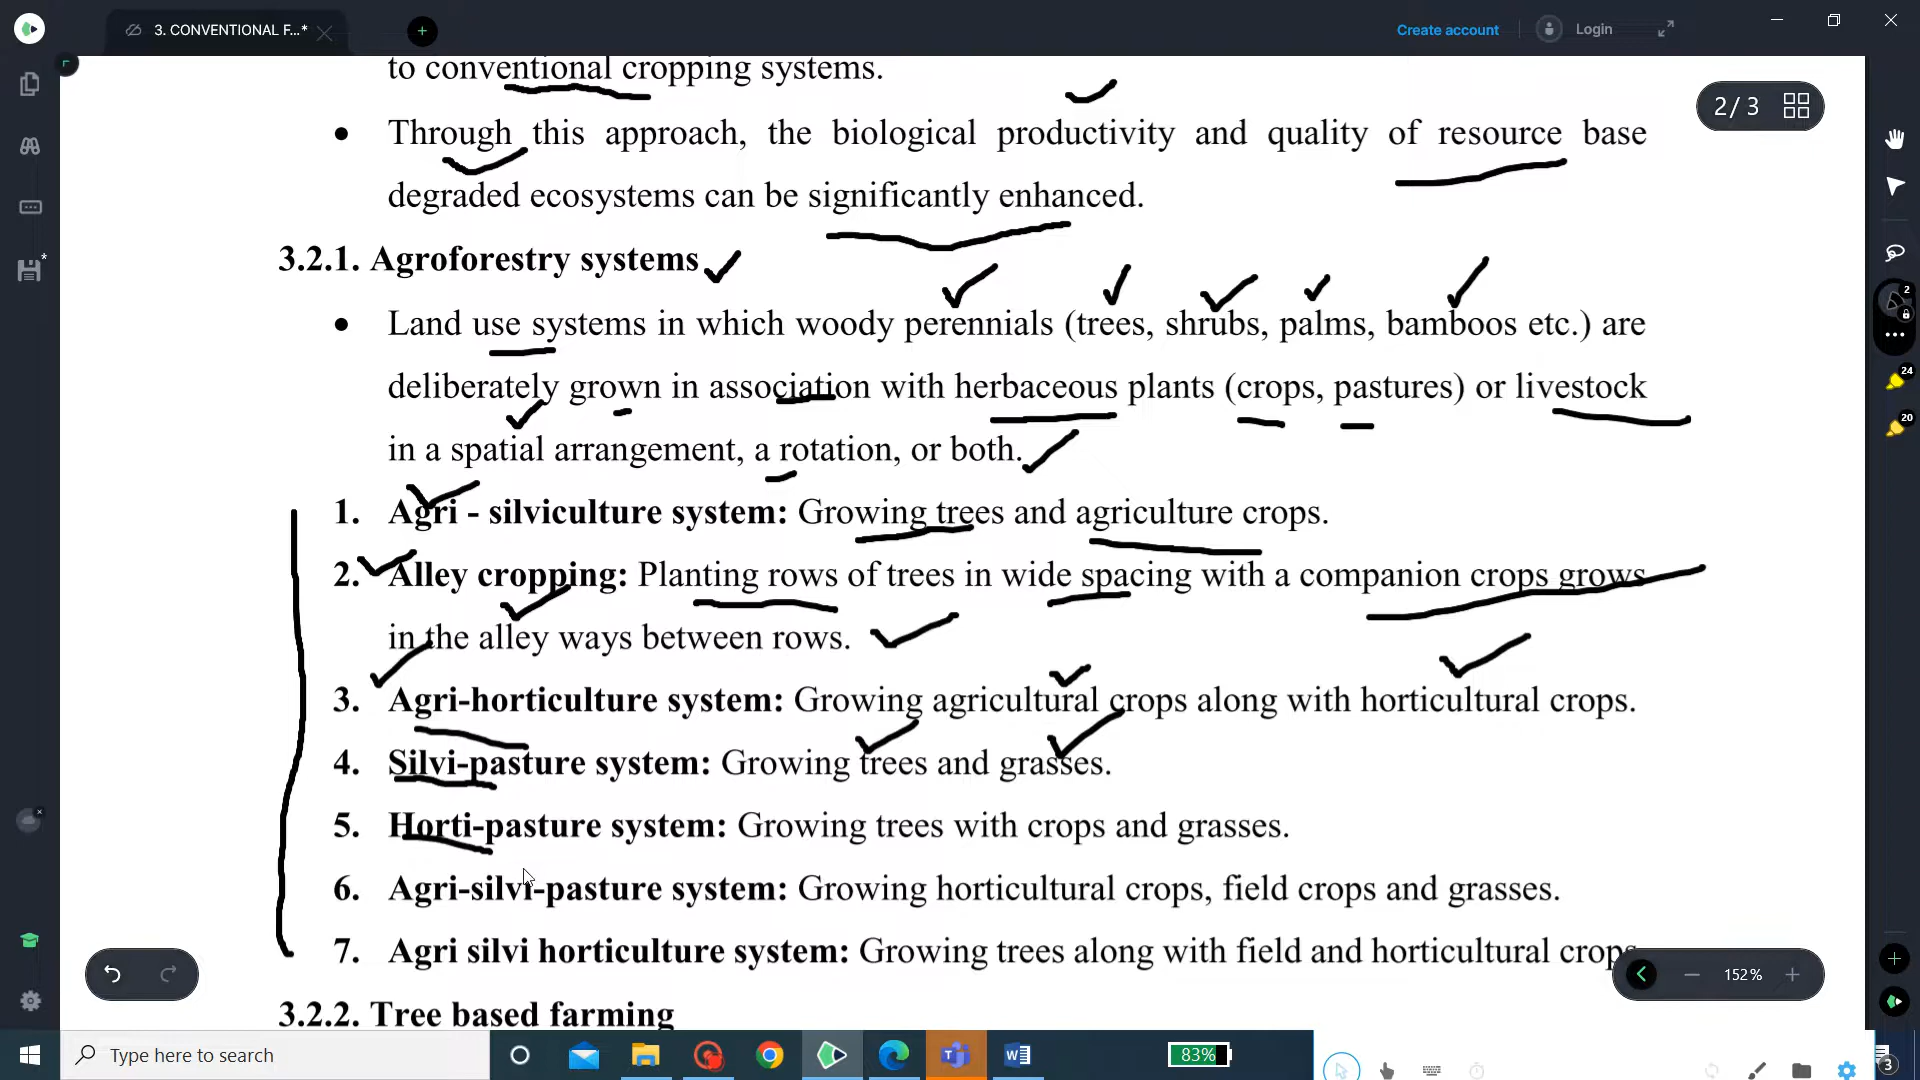 3. CONVENTIONAL F...*
Create account
Login
to conventional cropping systems.
2 / 3
• Through this approach, the biological productivity and quality of resource base
degraded ecosystems can be significantly enhanced.
3.2.1. Agroforestry systems
• Land use systems in which woody perennials (trees, shrubs, palms, bamboos etc.) are
deliberately grown in association with herbaceous plants (crops, pastures) or livestock
in a spatial arrangement, a rotation, or both.
1. Agri - silviculture system: Growing trees and agriculture crops.
2. Alley cropping: Planting rows of trees in wide spacing with a companion crops grows
in the alley ways between rows.
3. Agri-horticulture system: Growing agricultural crops along with horticultural crops.
4. Silvi-pasture system: Growing trees and grasses.
5. Horti-pasture system: Growing trees with crops and grasses.
6. Agri-silvi-pasture system: Growing horticultural crops, field crops and grasses.
7. Agri silvi horticulture system: Growing trees along with field and horticultural crops
3.2.2. Tree based farming
2
24
20
152%
Type here to search
83%
3